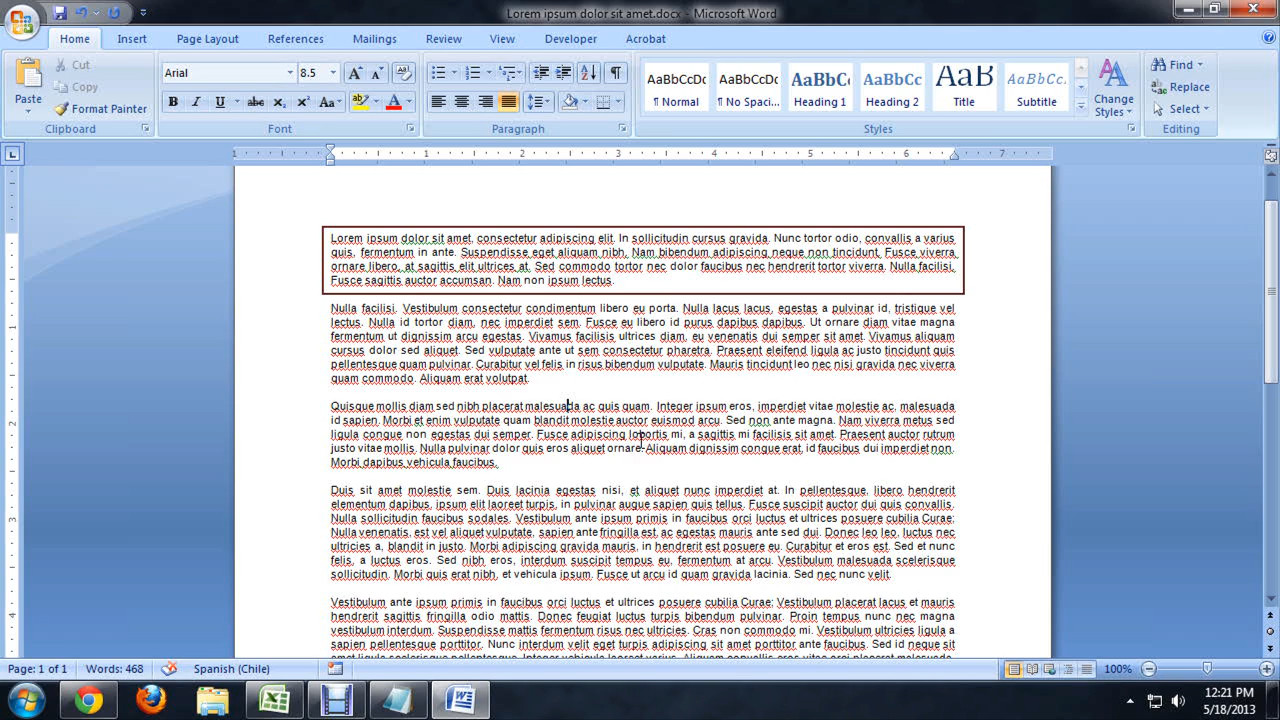 Lorem ipsum dolor sit amet.docx - Microsoft Word
Home Insert Page Layout References Mailings Review View Developer Acrobat
Paste
Cut
Copy
Format Painter
Clipboard
Arial 8.5
Font
Paragraph
AaBbCcDc AaBbCcDc AaBbCc AaBbCc AaB AaBbCc
¶ Normal ¶ No Spaci... Heading 1 Heading 2 Title Subtitle
Change Styles
Styles
Find
Replace
Select
Editing
1 1 2 3 4 5 6 7
Lorem ipsum dolor sit amet, consectetur adipiscing elit. In sollicitudin cursus gravida. Nunc tortor odio, convallis a varius
quis, fermentum in ante. Suspendisse eget aliquam nibh. Nam bibendum adipiscing neque non tincidunt. Fusce viverra
ornare libero, at sagittis elit ultrices at. Sed commodo tortor nec dolor faucibus nec hendrerit tortor viverra. Nulla facilisi.
Fusce sagittis auctor accumsan. Nam non ipsum lectus.
Nulla facilisi. Vestibulum consectetur condimentum libero eu porta. Nulla lacus lacus, egestas a pulvinar id, tristique vel
lectus. Nulla id tortor diam, nec imperdiet sem. Fusce eu libero id purus dapibus dapibus. Ut ornare diam vitae magna
fermentum ut dignissim arcu egestas. Vivamus facilisis ultrices diam, eu venenatis dui semper sit amet. Vivamus aliquam
cursus dolor sed aliquet. Sed vulputate ante ut sem consectetur pharetra. Praesent eleifend ligula ac justo tincidunt quis
pellentesque quam pulvinar. Curabitur vel felis in risus bibendum vulputate. Mauris tincidunt leo nec nisi gravida nec viverra
quam commodo. Aliquam erat volutpat.
Quisque mollis diam sed nibh placerat malesuada ac quis quam. Integer ipsum eros, imperdiet vitae molestie ac, malesuada
id sapien. Morbi et enim vulputate quam blandit molestie auctor euismod arcu. Sed non ante magna. Nam viverra metus sed
ligula congue non egestas dui semper. Fusce adipiscing lobortis mi, a sagittis mi facilisis sit amet. Praesent auctor rutrum
justo vitae mollis. Nulla pulvinar dolor quis eros aliquet ornare. Aliquam dignissim congue erat, id faucibus dui imperdiet non.
Morbi dapibus vehicula faucibus.
Duis sit amet molestie sem. Duis lacinia egestas nisi, et aliquet nunc imperdiet at. In pellentesque, libero hendrerit
elementum dapibus, ipsum elit laoreet turpis, in pulvinar augue sapien quis tellus. Fusce suscipit auctor dui quis convallis.
Nulla sollicitudin faucibus sodales. Vestibulum ante ipsum primis in faucibus orci luctus et ultrices posuere cubilia Curae;
Nulla venenatis, est vel aliquet vulputate, sapien ante fringilla est, ac egestas mauris ante sed dui. Donec leo leo, luctus nec
ultricies a, blandit in justo. Morbi adipiscing gravida mauris, in hendrerit est posuere eu. Curabitur et eros est. Sed et nunc
felis, a luctus eros. Sed nibh eros, interdum suscipit tempus eu, fermentum at arcu. Vestibulum malesuada scelerisque
sollicitudin. Morbi quis erat nibh, et vehicula ipsum. Fusce ut arcu id quam gravida lacinia. Sed nec nunc velit.
Vestibulum ante ipsum primis in faucibus orci luctus et ultrices posuere cubilia Curae; Vestibulum placerat lacus et mauris
hendrerit sagittis fringilla odio mattis. Donec feugiat luctus turpis bibendum pulvinar. Proin tempus nunc nec magna
vestibulum interdum. Suspendisse mattis fermentum risus nec ultricies. Cras non commodo mi. Vestibulum ultricies ligula a
sapien pellentesque porttitor. Nunc interdum velit eget turpis adipiscing sit amet porttitor ante faucibus. Sed id neque sit
amet ligula scelerisque pellentesque. Integer vehicula laoreet varius. Aliquam convallis
Page: 1 of 1 Words: 468 Spanish (Chile) 100%
12:21 PM
5/18/2013